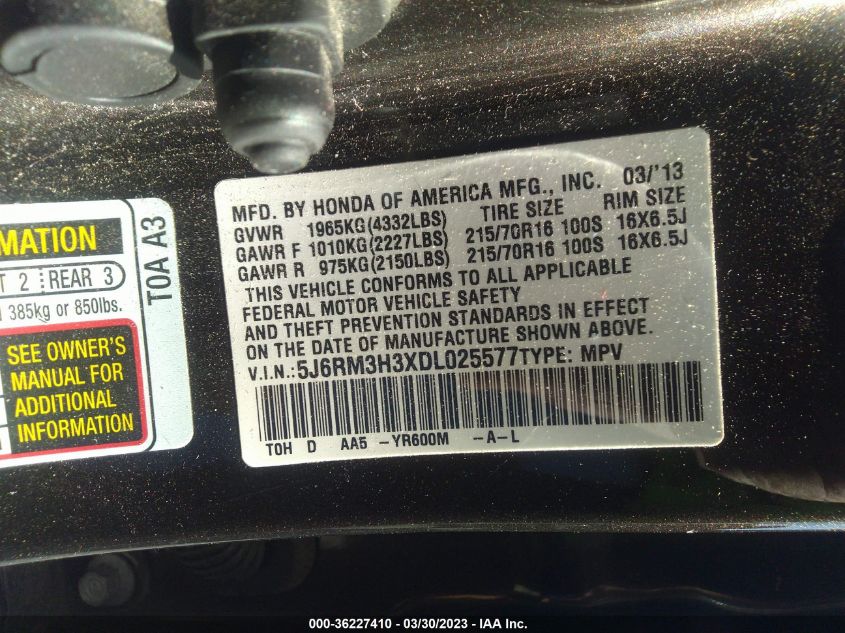 MFD. BY HONDA OF AMERICA MFG., INC. 03/'13
GVWR 1965KG(4332LBS) TIRE SIZE RIM SIZE
GAWR F 1010KG(2227LBS) 215/70R16 100S 16X6.5J
GAWR R 975KG(2150LBS) 215/70R16 100S 16X6.5J
THIS VEHICLE CONFORMS TO ALL APPLICABLE
FEDERAL MOTOR VEHICLE SAFETY
AND THEFT PREVENTION STANDARDS IN EFFECT
ON THE DATE OF MANUFACTURE SHOWN ABOVE.
V.I.N.:5J6RM3H3XDL025577TYPE: MPV
TOH D AA5 -YR600M -A-L
MATION
2 REAR 3
385kg or 850lbs.
SEE OWNER'S
MANUAL FOR
ADDITIONAL
INFORMATION
TOA A3
000-36227410 - 03/30/2023 - IAA Inc.